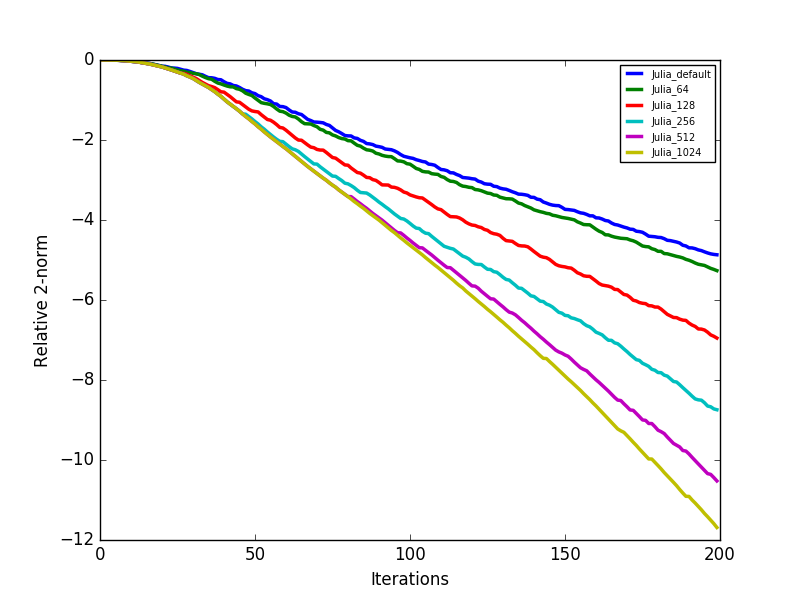 0
−2
−4
−6
−8
−10
−12
0 50 100 150 200
Relative 2-norm
Iterations
Julia_default
Julia_64
Julia_128
Julia_256
Julia_512
Julia_1024